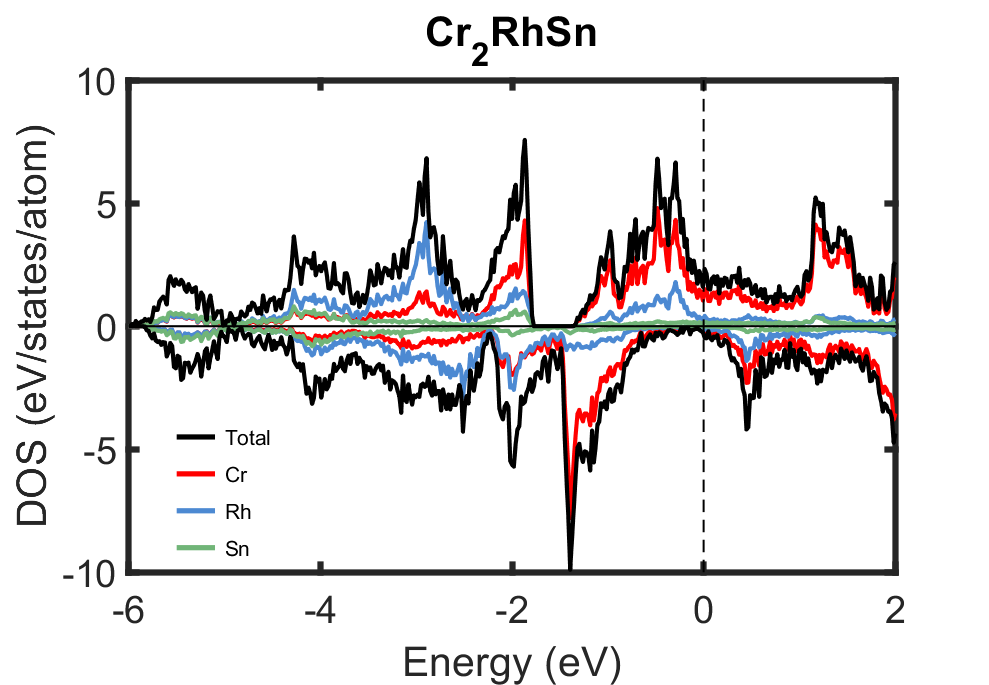 Cr2RhSn
DOS (eV/states/atom)
10
5
0
-5
-10
Total
Cr
Rh
Sn
-6 -4 -2 0 2
Energy (eV)